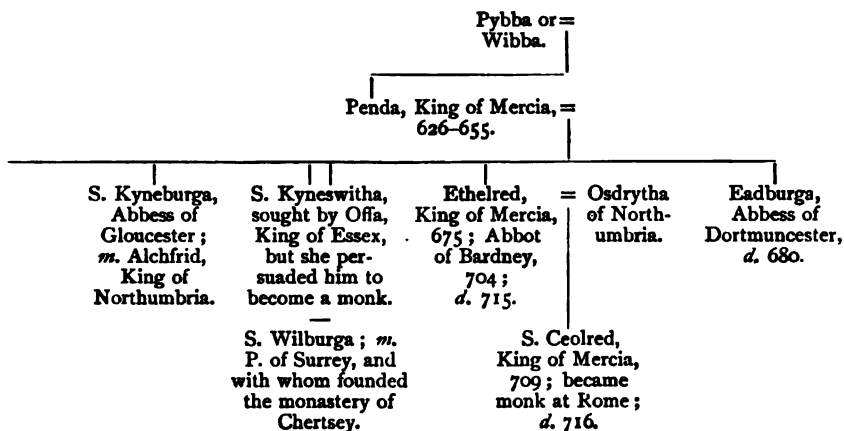 Pybba or =
Wibba.
Penda, King of Mercia, =
626–655.
S. Kyneburga,
Abbess of
Gloucester ;
m. Alchfrid,
King of
Northumbria.
S. Kyneswitha,
sought by Offa,
King of Essex,
but she per-
suaded him to
become a monk.
—
S. Wilburga ; m.
P. of Surrey, and
with whom founded
the monastery of
Chertsey.
Ethelred,
King of Mercia,
675 ; Abbot
of Bardney,
704 ;
d. 715.
= Osdrytha
of North-
umbria.
S. Ceolred,
King of Mercia,
709 ; became
monk at Rome ;
d. 716.
Eadburga,
Abbess of
Dortmuncester,
d. 680.